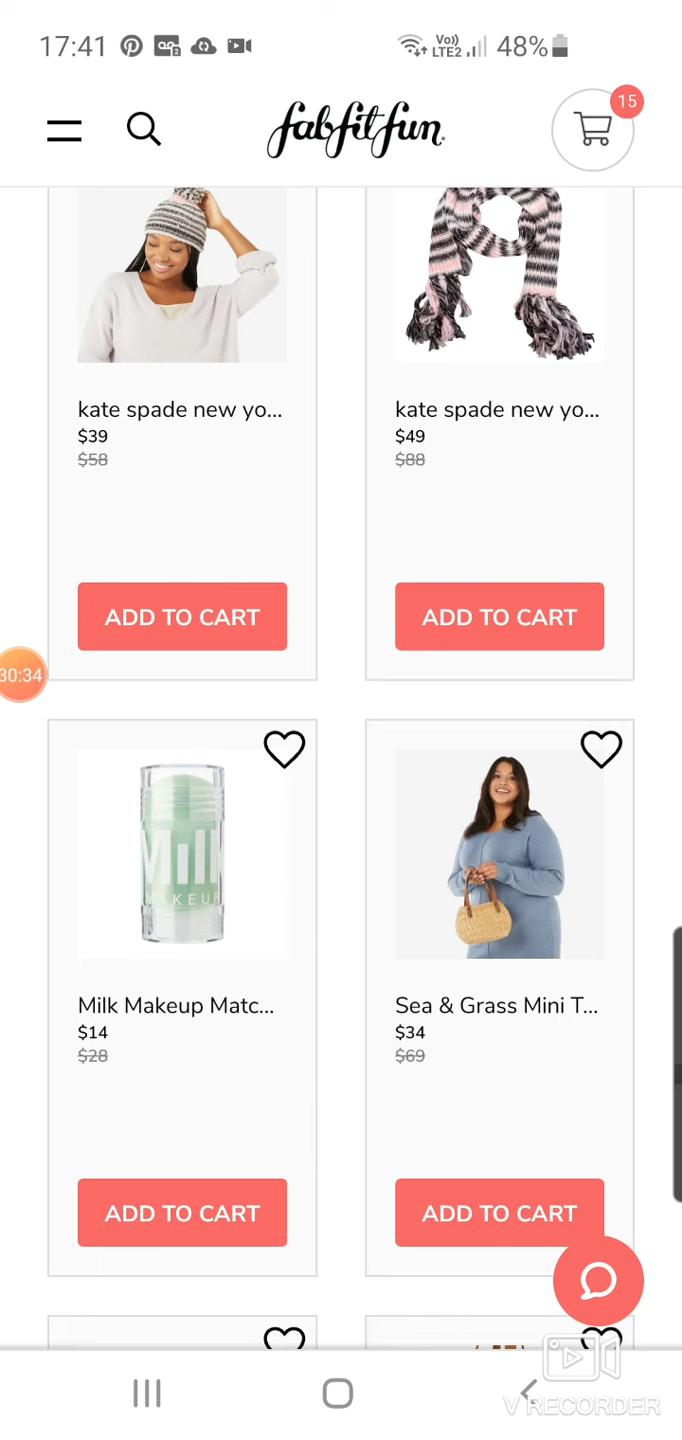 17:41
Vo))
LTE2
48%
fabfitfun
15
kate spade new yo...
$39
$58
ADD TO CART
kate spade new yo...
$49
$88
ADD TO CART
30:34
Milk
MAKEUP
Milk Makeup Matc...
$14
$28
ADD TO CART
Sea & Grass Mini T...
$34
$69
ADD TO CART
V RECORDER